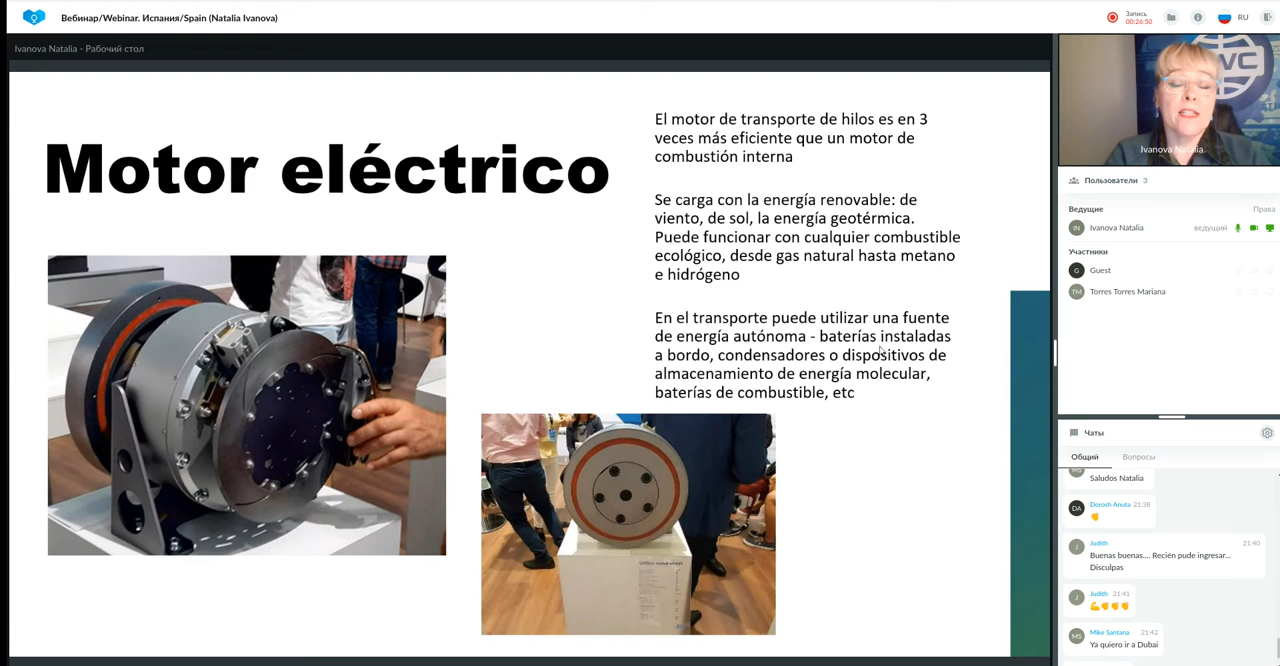 Вебинар/Webinar. Испания/Spain (Natalia Ivanova)
Запись
00:26:50
RU
Ivanova Natalia - Рабочий стол
Motor eléctrico
El motor de transporte de hilos es en 3
veces más eficiente que un motor de
combustión interna
Se carga con la energía renovable: de
viento, de sol, la energía geotérmica.
Puede funcionar con cualquier combustible
ecológico, desde gas natural hasta metano
e hidrógeno
En el transporte puede utilizar una fuente
de energía autónoma - baterías instaladas
a bordo, condensadores o dispositivos de
almacenamiento de energía molecular,
baterías de combustible, etc
Ivanova Natalia
Пользователи 3
Ведущие Права
IN Ivanova Natalia ведущий
Участники
G Guest
TM Torres Torres Mariana
Чаты
Общий Вопросы
MS Saludos Natalia
DA Dorosh Anuta 21:38
J Judith 21:40
Buenas buenas.... Recién pude ingresar...
Disculpas
J Judith 21:41
MS Mike Santana 21:42
Ya quiero ir a Dubai